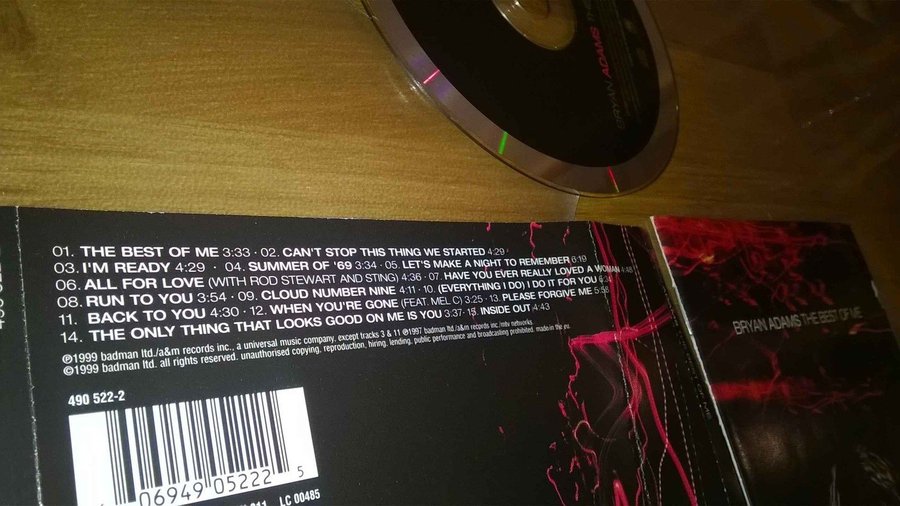 BRYAN ADAMS
01. THE BEST OF ME 3:33 · 02. CAN'T STOP THIS THING WE STARTED 4:29
03. I'M READY 4:29 · 04. SUMMER OF '69 3:34 · 05. LET'S MAKE A NIGHT TO REMEMBER 6:19
06. ALL FOR LOVE (WITH ROD STEWART AND STING) 4:36 · 07. HAVE YOU EVER REALLY LOVED A WOMAN
08. RUN TO YOU 3:54 · 09. CLOUD NUMBER NINE 4:11 · 10. (EVERYTHING I DO) I DO IT FOR YOU
11. BACK TO YOU 4:30 · 12. WHEN YOU'RE GONE (FEAT. MEL C) 3:25 · 13. PLEASE FORGIVE ME 5:56
14. THE ONLY THING THAT LOOKS GOOD ON ME IS YOU 3:37 · 15. INSIDE OUT 4:43
℗1999 badman ltd./a&m records inc., a universal music company, except tracks 3 & 11 ℗1997 badman ltd./a&m records inc./mtv networks
©1999 badman ltd. all rights reserved. unauthorised copying, reproduction, hiring, lending, public performance and broadcasting prohibited. made in the eu.
490 522-2
06949 05222 5
LC 00485
BRYAN ADAMS THE BEST OF ME